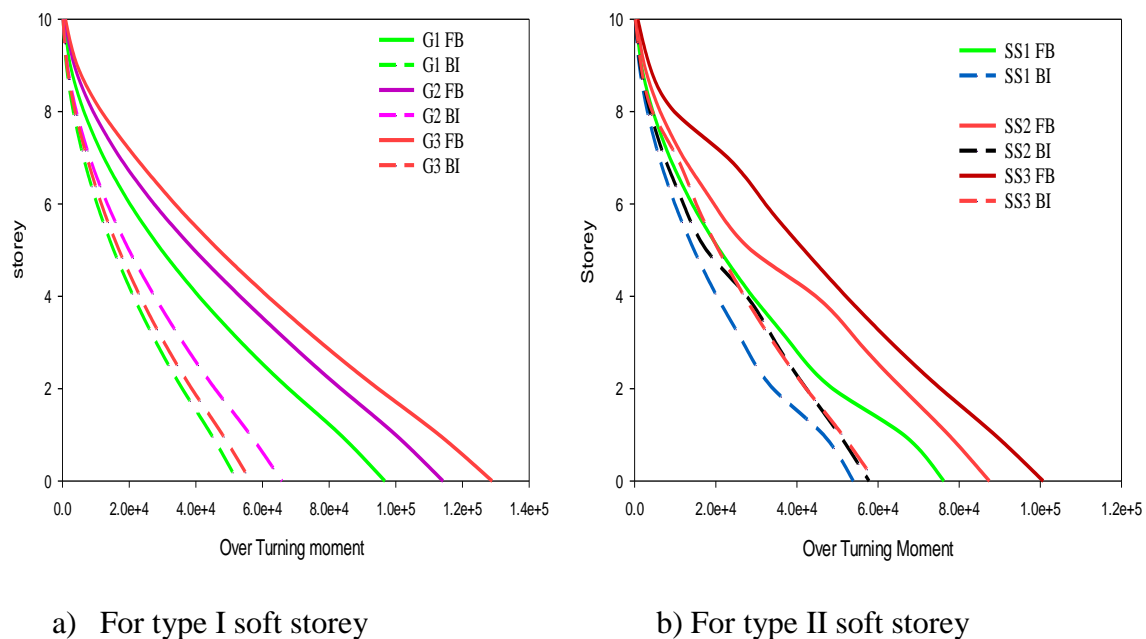 10
8
6
4
2
0
storey
G1 FB
G1 BI
G2 FB
G2 BI
G3 FB
G3 BI
0.0 2.0e+4 4.0e+4 6.0e+4 8.0e+4 1.0e+5 1.2e+5 1.4e+5
Over Turning moment
10
8
6
4
2
0
Storey
SS1 FB
SS1 BI
SS2 FB
SS2 BI
SS3 FB
SS3 BI
0.0 2.0e+4 4.0e+4 6.0e+4 8.0e+4 1.0e+5 1.2e+5
Over Turning Moment
a) For type I soft storey
b) For type II soft storey